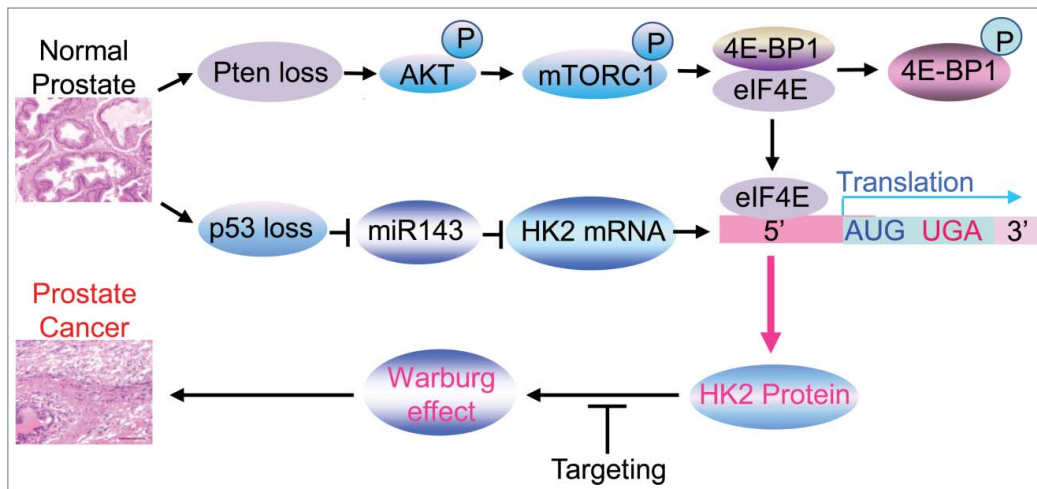 Normal
Prostate
Pten loss
AKT
P
mTORC1
P
4E-BP1
eIF4E
4E-BP1
P
p53 loss
miR143
HK2 mRNA
eIF4E
Translation
5’
AUG
UGA
3’
Prostate
Cancer
Warburg
effect
HK2 Protein
Targeting